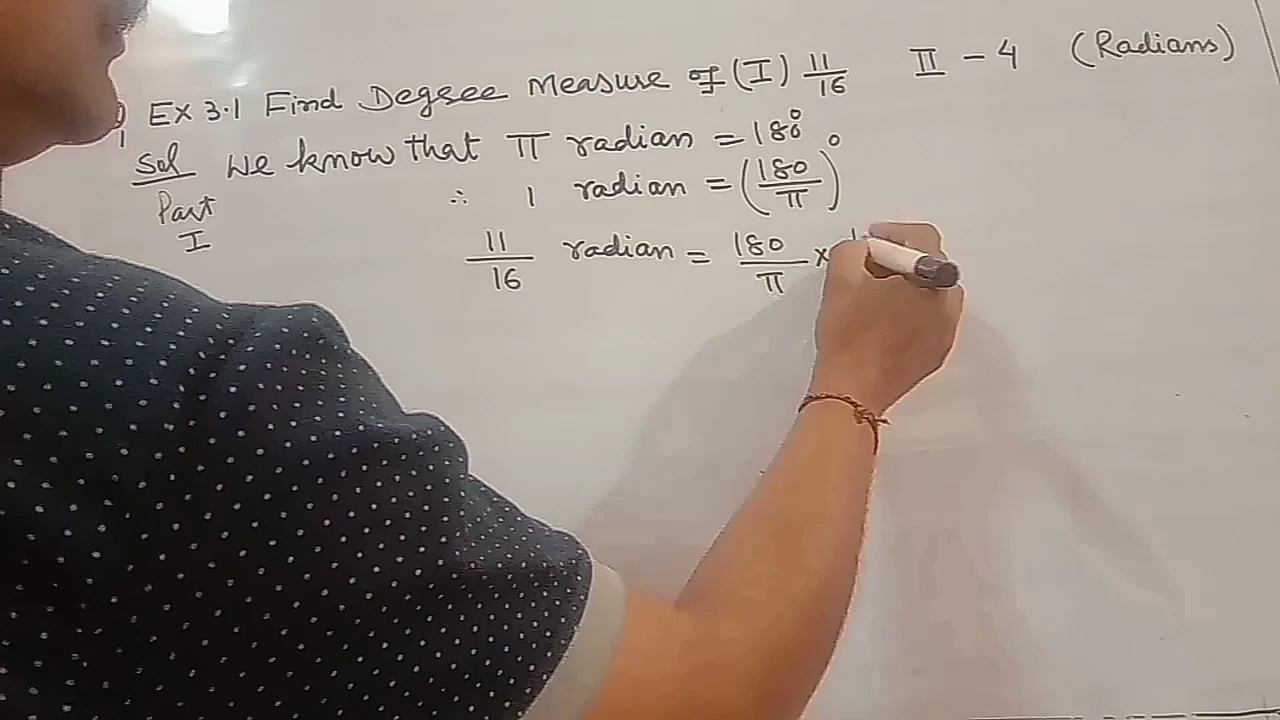 Ex 3.1 Find Degree Measure of (I) 11/16 II - 4 (Radians)
Sol We know that π radian = 180°
Part I ∴ 1 radian = (180/π)°
11/16 radian = 180/π ×